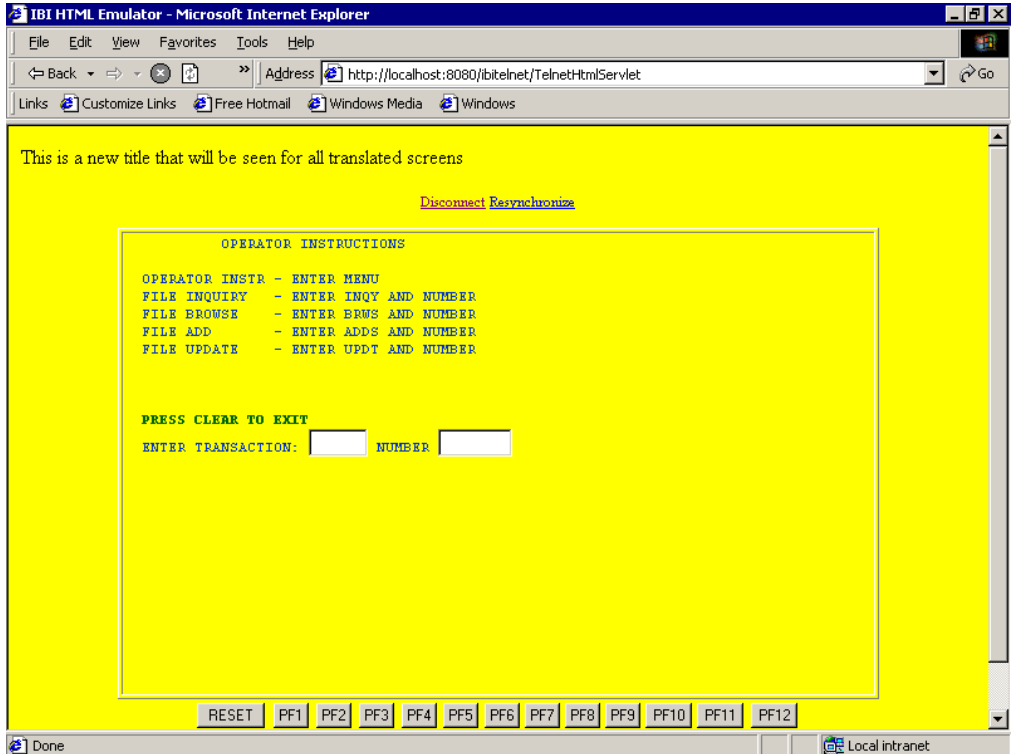 IBI HTML Emulator - Microsoft Internet Explorer
File Edit View Favorites Tools Help
Back » Address http://localhost:8080/ibitelnet/TelnetHtmlServlet Go
Links Customize Links Free Hotmail Windows Media Windows
This is a new title that will be seen for all translated screens
Disconnect Resynchronize
OPERATOR INSTRUCTIONS
OPERATOR INSTR - ENTER MENU
FILE INQUIRY - ENTER INQY AND NUMBER
FILE BROWSE - ENTER BRWS AND NUMBER
FILE ADD - ENTER ADDS AND NUMBER
FILE UPDATE - ENTER UPDT AND NUMBER
PRESS CLEAR TO EXIT
ENTER TRANSACTION: NUMBER
RESET PF1 PF2 PF3 PF4 PF5 PF6 PF7 PF8 PF9 PF10 PF11 PF12
Done Local intranet